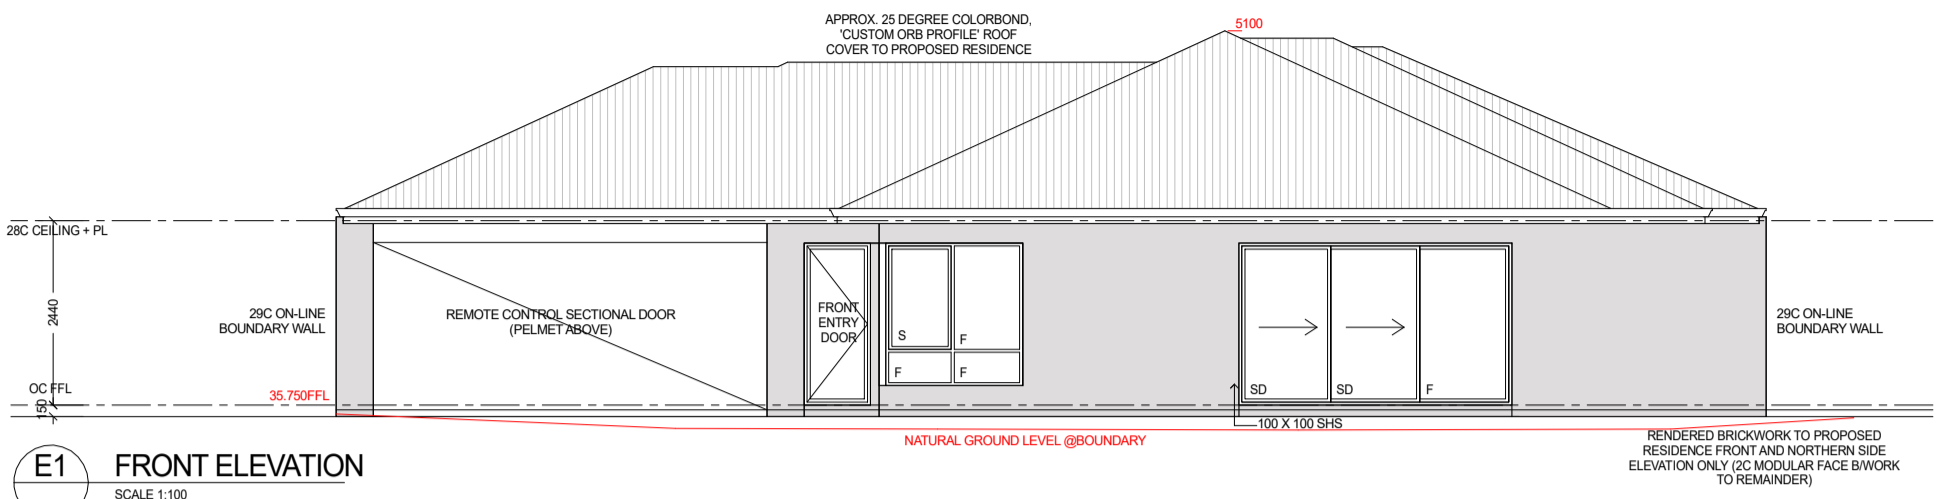 APPROX. 25 DEGREE COLORBOND,
'CUSTOM ORB PROFILE' ROOF
COVER TO PROPOSED RESIDENCE
5100
28C CEILING + PL
2440
29C ON-LINE
BOUNDARY WALL
REMOTE CONTROL SECTIONAL DOOR
(PELMET ABOVE)
FRONT
ENTRY
DOOR
S
F
F
F
SD
SD
F
29C ON-LINE
BOUNDARY WALL
OC FFL
35.750FFL
150
100 X 100 SHS
NATURAL GROUND LEVEL @BOUNDARY
RENDERED BRICKWORK TO PROPOSED
RESIDENCE FRONT AND NORTHERN SIDE
ELEVATION ONLY (2C MODULAR FACE B/WORK
TO REMAINDER)
E1
FRONT ELEVATION
SCALE 1:100